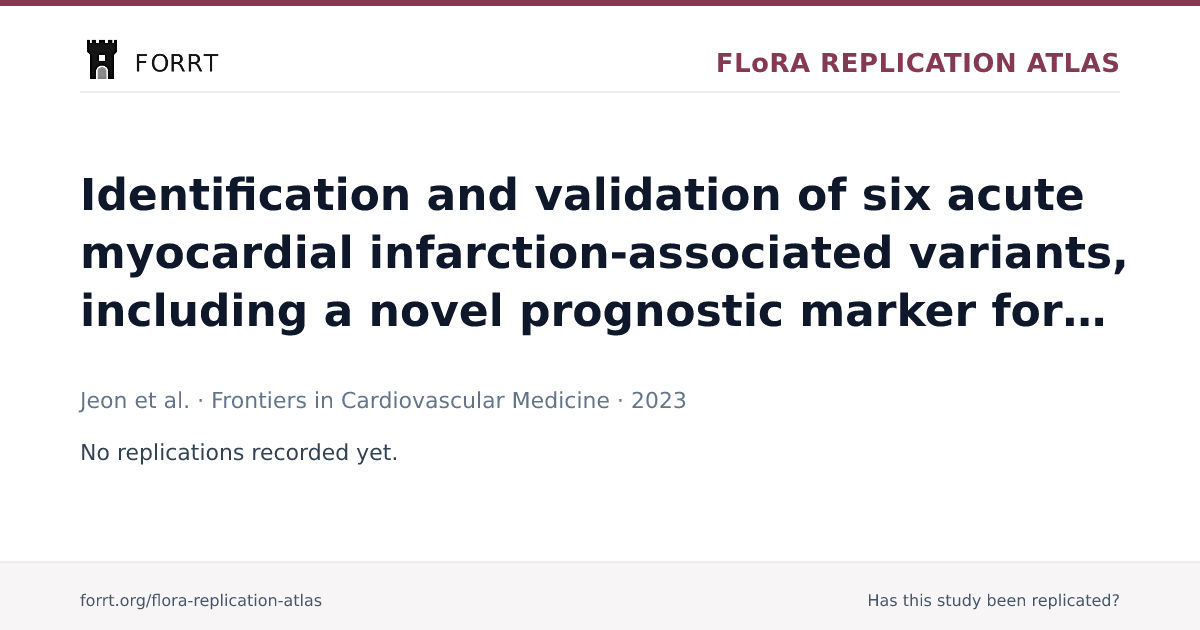 FORRT
FLoRA REPLICATION ATLAS
Identification and validation of six acute
myocardial infarction-associated variants,
including a novel prognostic marker for…
Jeon et al. · Frontiers in Cardiovascular Medicine · 2023
No replications recorded yet.
forrt.org/flora-replication-atlas
Has this study been replicated?